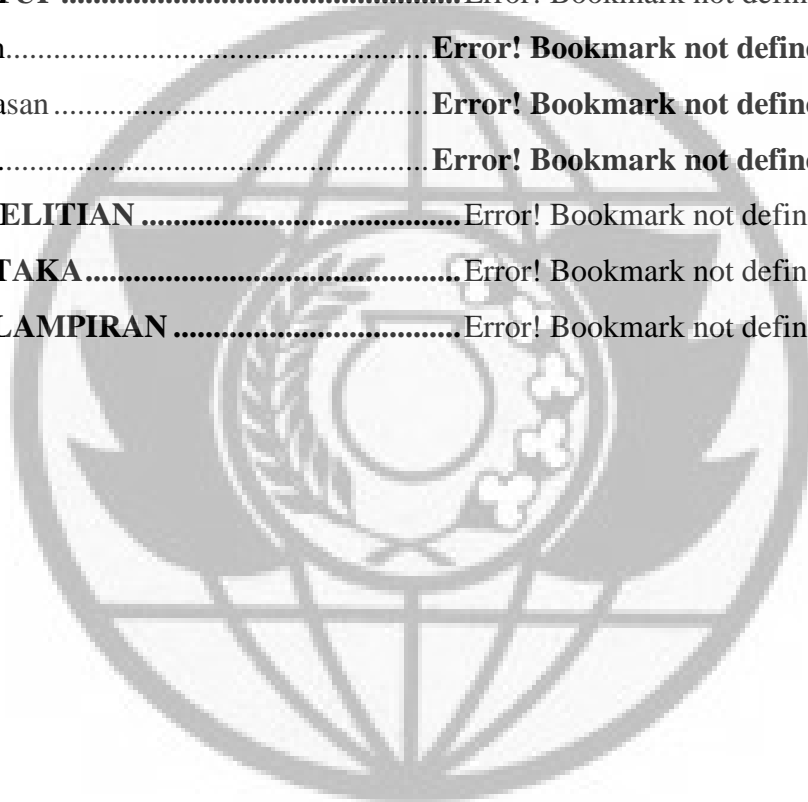 TUP ..................................................Error! Bookmark not defin
n.....................................................Error! Bookmark not define
asan ...............................................Error! Bookmark not define
.......................................................Error! Bookmark not define
ELITIAN ........................................Error! Bookmark not defin
TAKA...............................................Error! Bookmark not defin
LAMPIRAN ....................................Error! Bookmark not defin